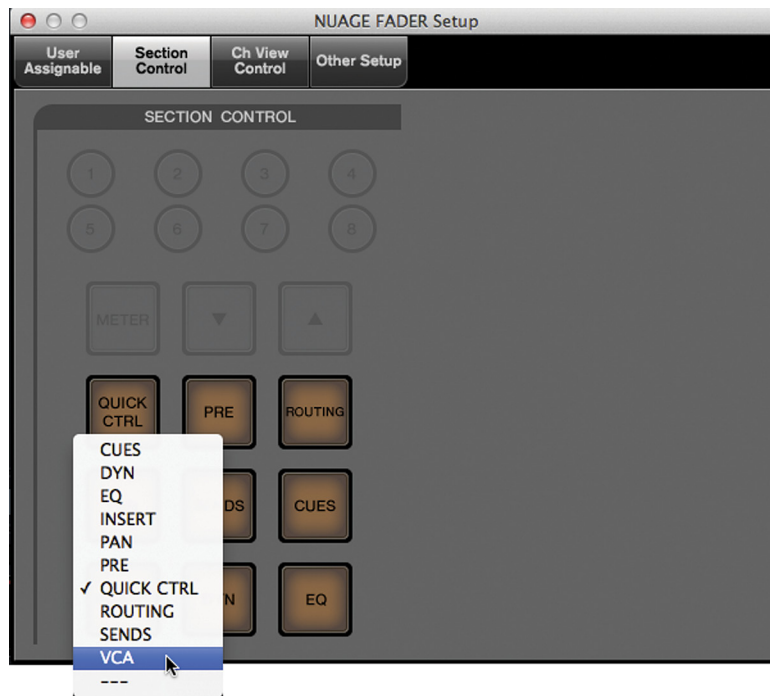 NUAGE FADER Setup
User
Assignable
Section
Control
Ch View
Control
Other Setup
SECTION CONTROL
1 2 3 4
5 6 7 8
METER ▼ ▲
QUICK
CTRL
PRE
ROUTING
DS
CUES
N
EQ
CUES
DYN
EQ
INSERT
PAN
PRE
✓ QUICK CTRL
ROUTING
SENDS
VCA
---